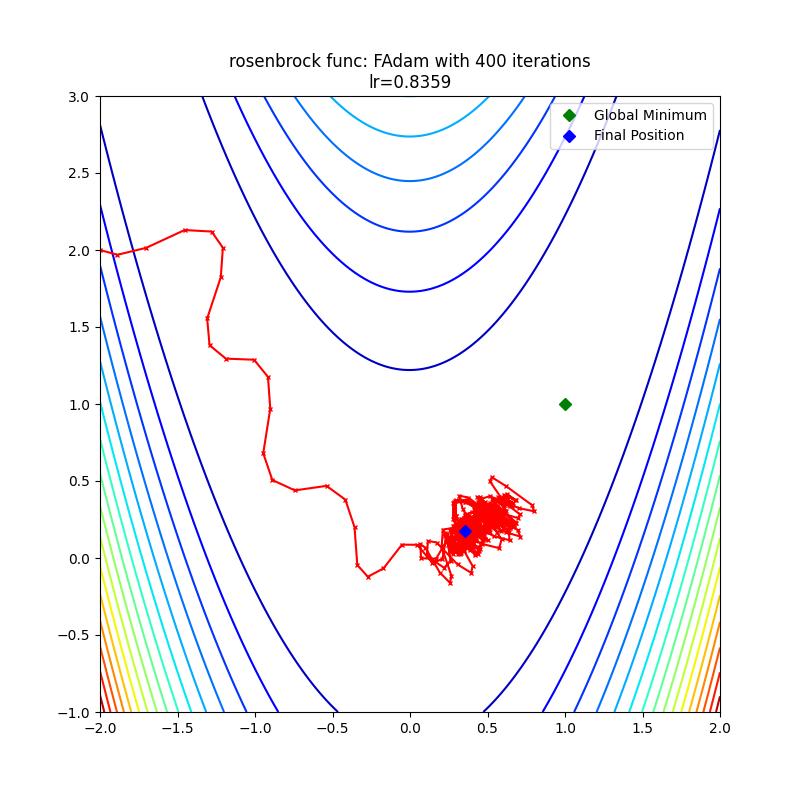 rosenbrock func: FAdam with 400 iterations
lr=0.8359
Global Minimum
Final Position
3.0
2.5
2.0
1.5
1.0
0.5
0.0
−0.5
−1.0
−2.0 −1.5 −1.0 −0.5 0.0 0.5 1.0 1.5 2.0